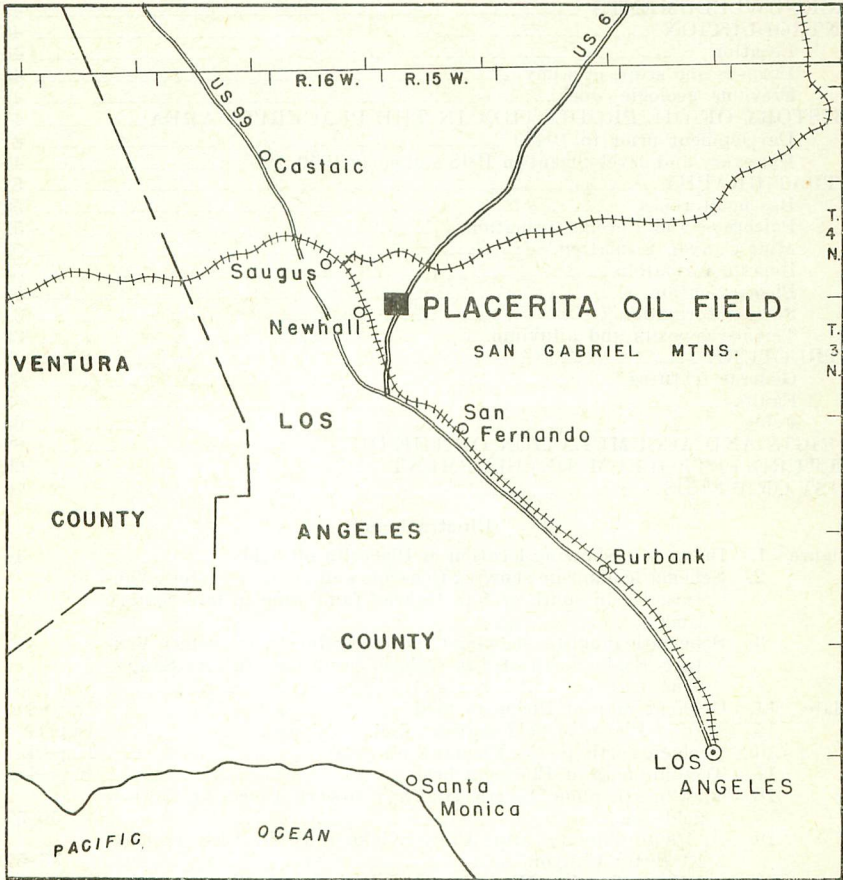 US 99
R. 16 W.
R. 15 W.
US 6
Castaic
T.
4
N.
Saugus
PLACERITA OIL FIELD
Newhall
SAN GABRIEL MTNS.
T.
3
N.
VENTURA
COUNTY
LOS
ANGELES
COUNTY
San
Fernando
Burbank
LOS
ANGELES
Santa
Monica
PACIFIC
OCEAN